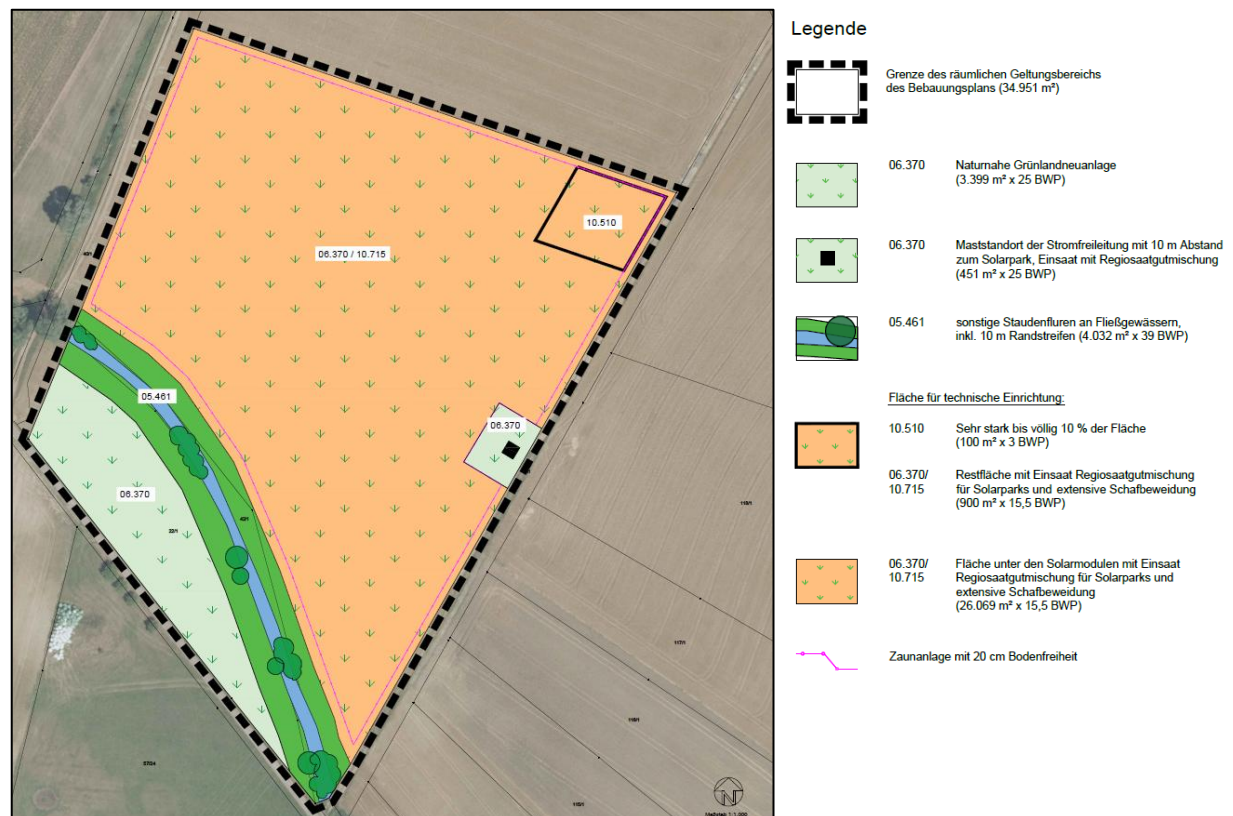 Legende
Grenze des räumlichen Geltungsbereichs
des Bebauungsplans (34.951 m²)
06.370 Naturnahe Grünlandneuanlage
(3.399 m² x 25 BWP)
06.370 Maststandort der Stromfreileitung mit 10 m Abstand
zum Solarpark, Einsaat mit Regiosaatgutmischung
(451 m² x 25 BWP)
05.461 sonstige Staudenfluren an Fließgewässern,
inkl. 10 m Randstreifen (4.032 m² x 39 BWP)
Fläche für technische Einrichtung:
10.510 Sehr stark bis völlig 10 % der Fläche
(100 m² x 3 BWP)
06.370/ Restfläche mit Einsaat Regiosaatgutmischung
10.715 für Solarparks und extensive Schafbeweidung
(900 m² x 15,5 BWP)
06.370/ Fläche unter den Solarmodulen mit Einsaat
10.715 Regiosaatgutmischung für Solarparks und
extensive Schafbeweidung
(26.069 m² x 15,5 BWP)
Zaunanlage mit 20 cm Bodenfreiheit
10.510
06.370 / 10.715
05.461
06.370
06.370
22/1
117/1
N